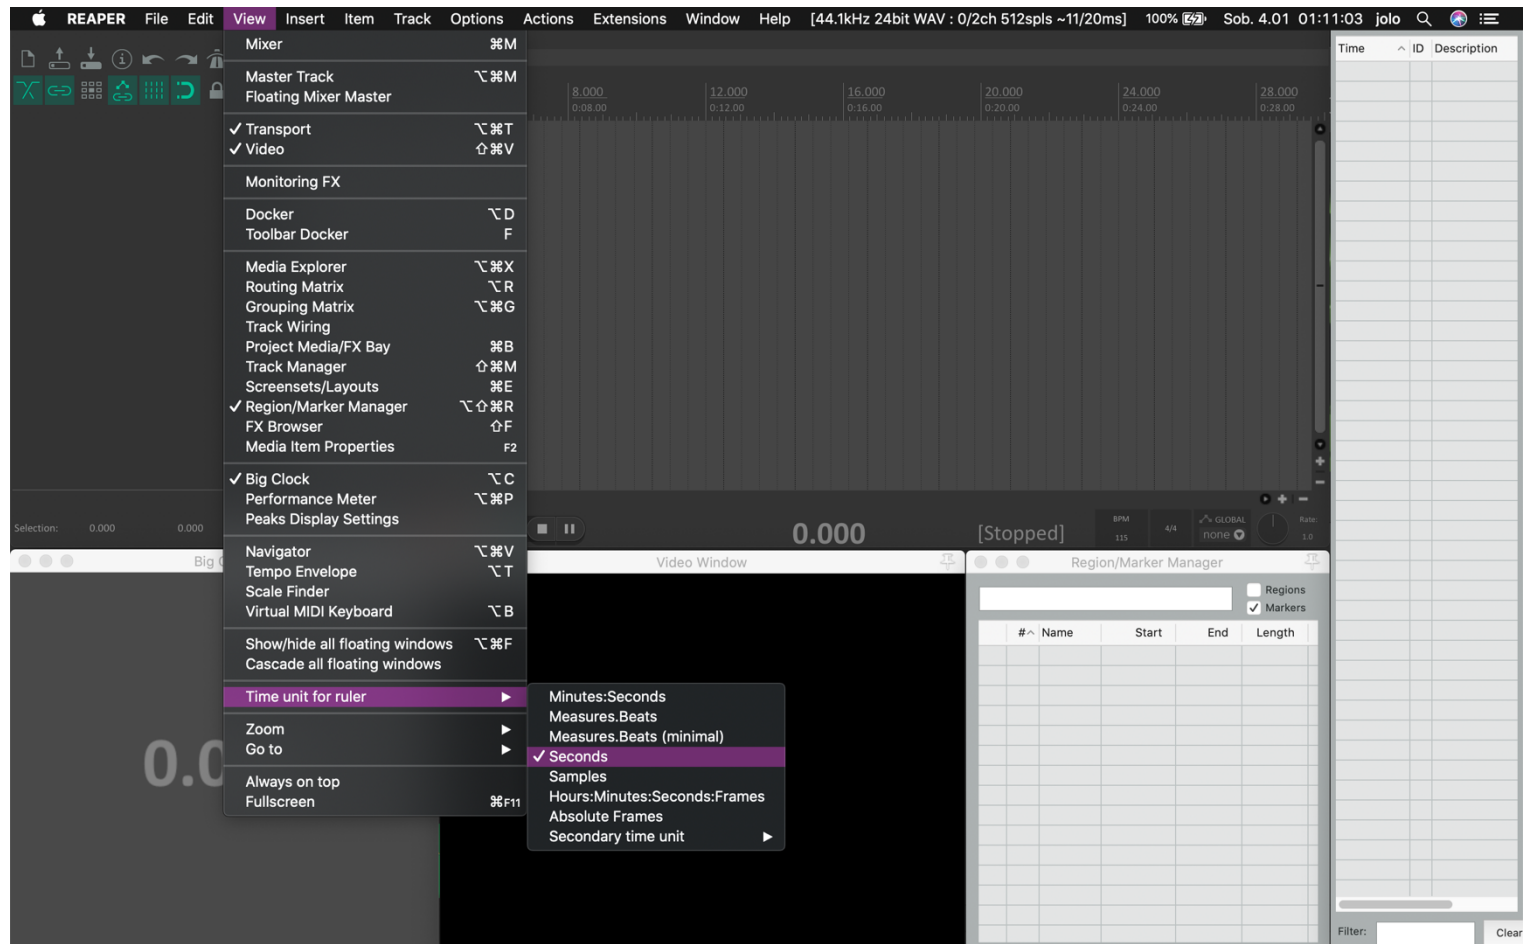 REAPER File Edit View Insert Item Track Options Actions Extensions Window Help [44.1kHz 24bit WAV : 0/2ch 512spls ~11/20ms] 100% Sob. 4.01 01:11:03 jolo
Mixer ⌘M
Master Track ⌥⌘M
Floating Mixer Master
✓ Transport ⌥⌘T
✓ Video ⇧⌘V
Monitoring FX
Docker ⌥D
Toolbar Docker F
Media Explorer ⌥⌘X
Routing Matrix ⌥R
Grouping Matrix ⌥⌘G
Track Wiring
Project Media/FX Bay ⌘B
Track Manager ⇧⌘M
Screensets/Layouts ⌘E
✓ Region/Marker Manager ⌥⇧⌘R
FX Browser ⇧F
Media Item Properties F2
✓ Big Clock ⌥C
Performance Meter ⌥⌘P
Peaks Display Settings
Navigator ⌥⌘V
Tempo Envelope ⌥T
Scale Finder
Virtual MIDI Keyboard ⌥B
Show/hide all floating windows ⌥⌘F
Cascade all floating windows
Time unit for ruler ▶
Zoom ▶
Go to ▶
Always on top
Fullscreen ⌘F11
Minutes:Seconds
Measures.Beats
Measures.Beats (minimal)
✓ Seconds
Samples
Hours:Minutes:Seconds:Frames
Absolute Frames
Secondary time unit ▶
8.000 12.000 16.000 20.000 24.000 28.000
0:08.00 0:12.00 0:16.00 0:20.00 0:24.00 0:28.00
Selection: 0.000 0.000
0.000 [Stopped]
BPM
115
4/4
GLOBAL
none
Rate:
1.0
Big
0.0
Video Window
Region/Marker Manager
Regions
✓ Markers
# Name Start End Length
Time ID Description
Filter: Clear